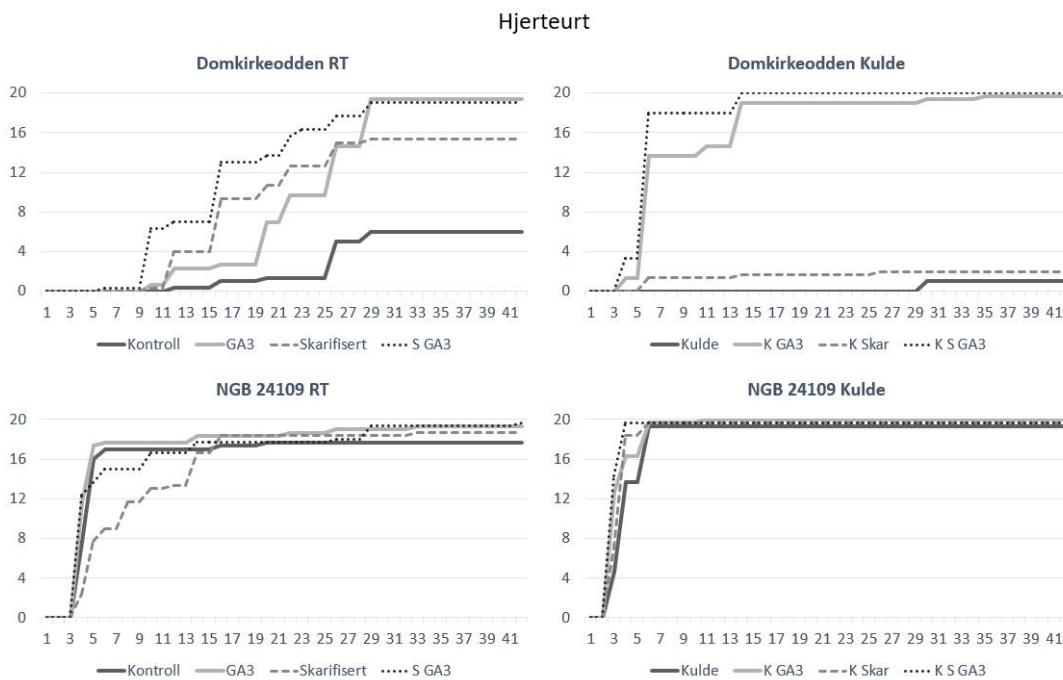 Hjerteurt
Domkirkeodden RT
20
16
12
8
4
0
1 3 5 7 9 11 13 15 17 19 21 23 25 27 29 31 33 35 37 39 41
Kontroll GA3 Skarifisert S GA3
Domkirkeodden Kulde
20
16
12
8
4
0
1 3 5 7 9 11 13 15 17 19 21 23 25 27 29 31 33 35 37 39 41
Kulde K GA3 K Skar K S GA3
NGB 24109 RT
20
16
12
8
4
0
1 3 5 7 9 11 13 15 17 19 21 23 25 27 29 31 33 35 37 39 41
Kontroll GA3 Skarifisert S GA3
NGB 24109 Kulde
20
16
12
8
4
0
1 3 5 7 9 11 13 15 17 19 21 23 25 27 29 31 33 35 37 39 41
Kulde K GA3 K Skar K S GA3